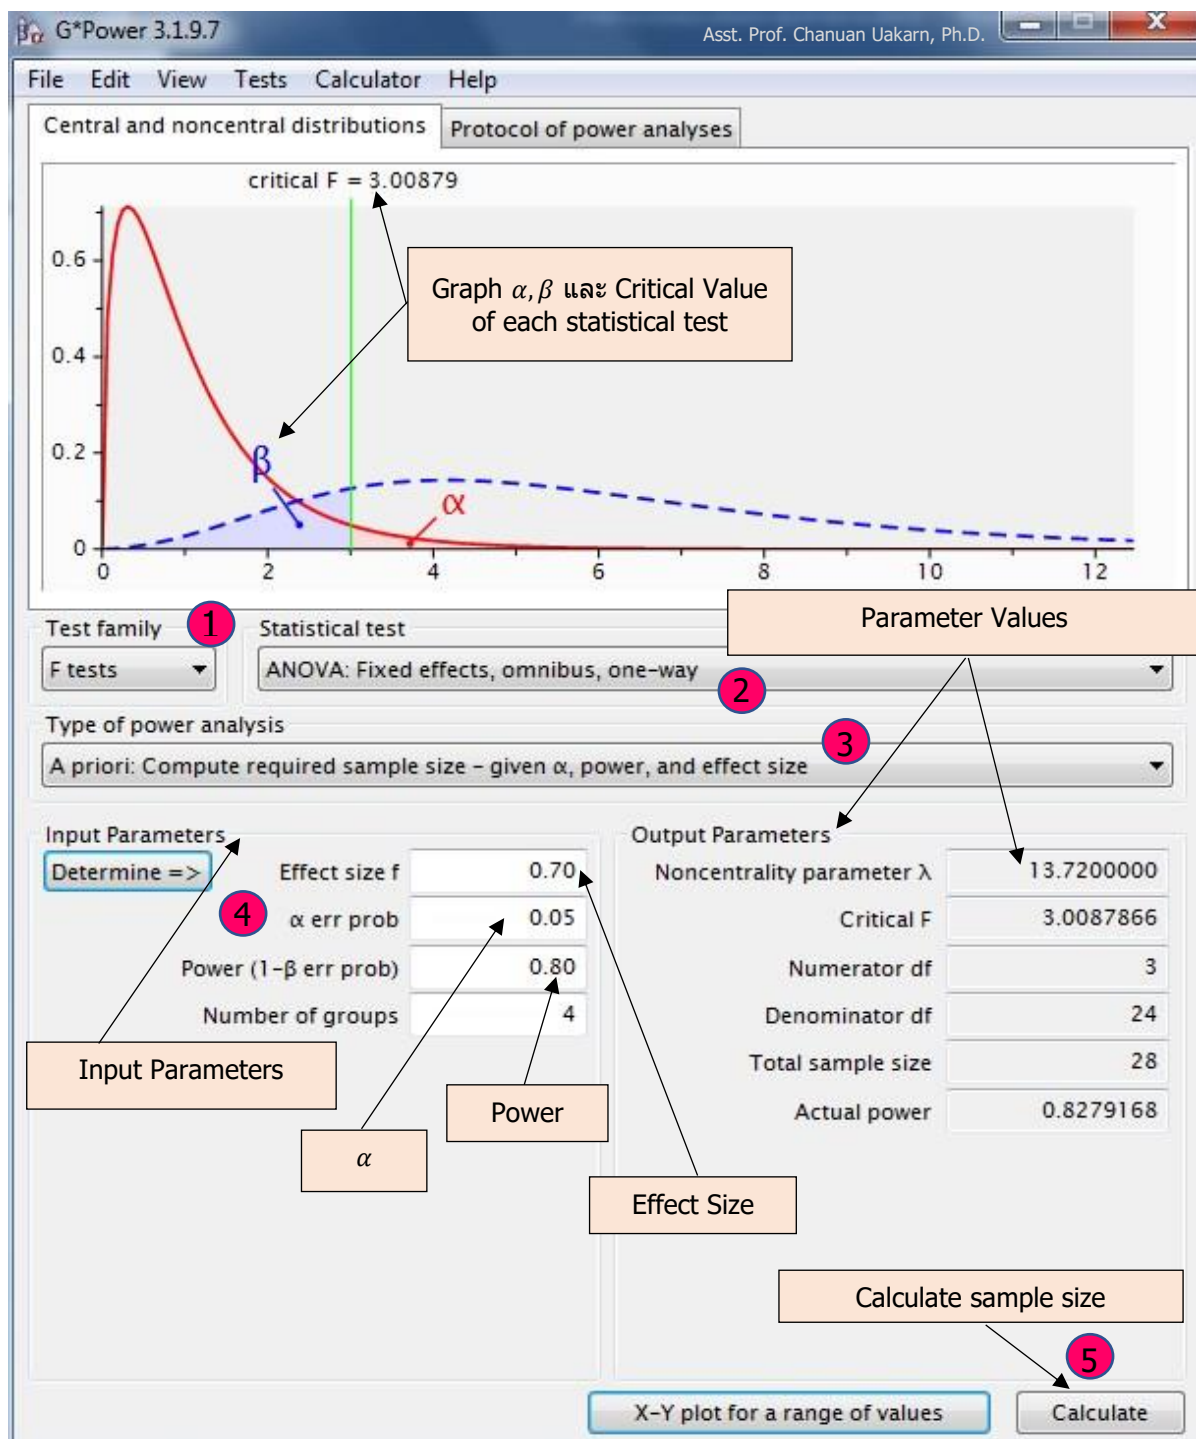 G*Power 3.1.9.7
Asst. Prof. Chanuan Uakarn, Ph.D.
File Edit View Tests Calculator Help
Central and noncentral distributions
Protocol of power analyses
critical F = 3.00879
Graph α, β และ Critical Value
of each statistical test
0.6
0.4
0.2
0
β
α
0 2 4 6 8 10 12
Parameter Values
Test family
1
Statistical test
F tests
ANOVA: Fixed effects, omnibus, one-way
2
Type of power analysis
3
A priori: Compute required sample size - given α, power, and effect size
Input Parameters
Determine =>
4
Effect size f 0.70
α err prob 0.05
Power (1-β err prob) 0.80
Number of groups 4
Output Parameters
Noncentrality parameter λ 13.7200000
Critical F 3.0087866
Numerator df 3
Denominator df 24
Total sample size 28
Actual power 0.8279168
Input Parameters
Power
α
Effect Size
Calculate sample size
5
X-Y plot for a range of values
Calculate